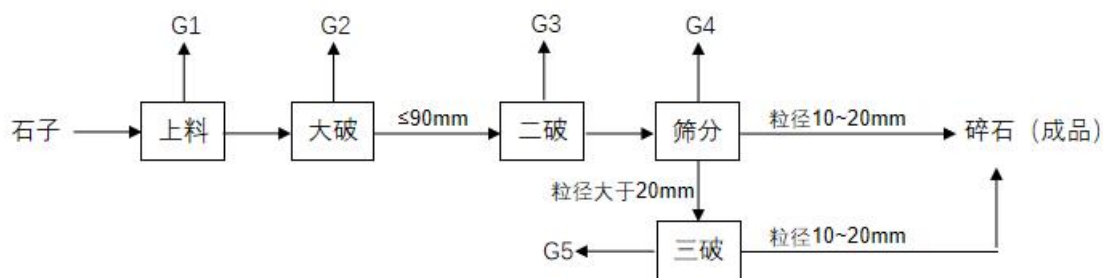 G1
G2
G3
G4
石子
上料
大破
≤90mm
二破
筛分
粒径10~20mm
碎石（成品）
粒径大于20mm
G5
三破
粒径10~20mm